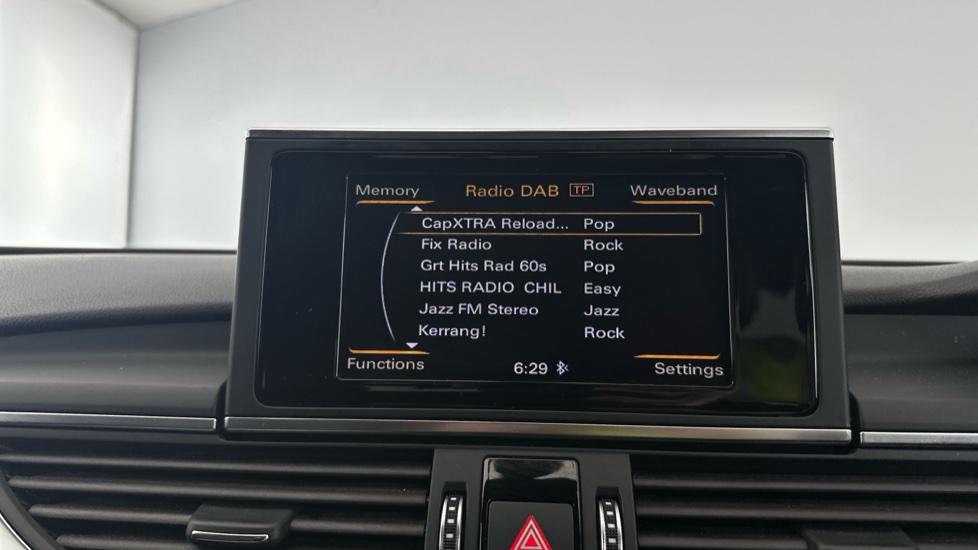 Memory Radio DAB TP Waveband
CapXTRA Reload... Pop
Fix Radio Rock
Grt Hits Rad 60s Pop
HITS RADIO CHIL Easy
Jazz FM Stereo Jazz
Kerrang! Rock
Functions 6:29 Settings